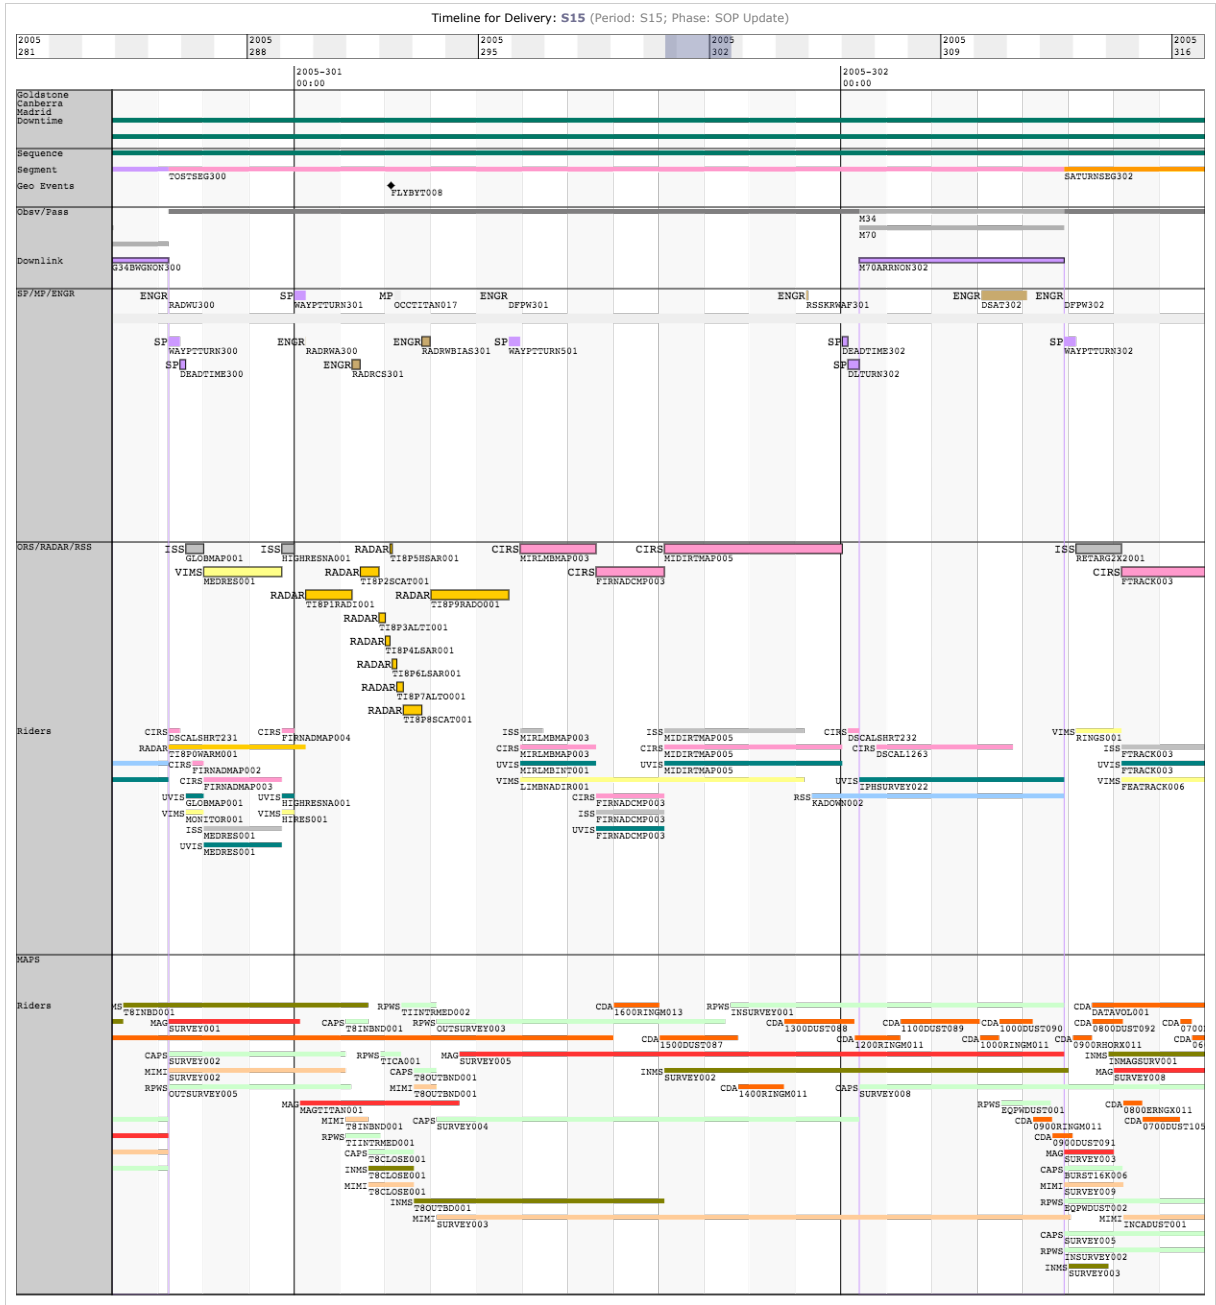 Timeline for Delivery: S15 (Period: S15; Phase: SOP Update)
2005 2005 2005 2005 2005 2005
281 288 295 302 309 316
2005-301 2005-302
00:00 00:00
Goldstone
Canberra
Madrid
Downtime
Sequence
Segment
TOSTSEG300 SATURNSEG302
Geo Events
FLYBYT008
Obsv/Pass
M34
M70
Downlink
G34BWGNON300 M70ARRNON302
SP/MP/ENGR ENGR SP MP ENGR ENGR ENGR ENGR
RADWU300 WAYPTTURN301 OCCTITAN017 DFPW301 RSSKRWAF301 DSAT302 DFPW302
SP ENGR ENGR SP SP SP
WAYPTTURN300 RADRWA300 RADRWBIAS301 WAYPTTURN501 DEADTIME302 WAYPTTURN302
SP ENGR SP
DEADTIME300 RADRCS301 DLTURN302
ORS/RADAR/RSS ISS ISS RADAR CIRS CIRS ISS
GLOBMAP001 HIGHRESNA001 TI8P5HSAR001 MIRLMBMAP003 MIDIRTMAP005 RETARG2X2001
VIMS RADAR CIRS CIRS
MEDRES001 TI8P2SCAT001 FIRNADCMP003 FTRACK003
RADAR RADAR
TI8P1RADI001 TI8P9RADO001
RADAR
TI8P3ALTI001
RADAR
TI8P4LSAR001
RADAR
TI8P6LSAR001
RADAR
TI8P7ALTO001
RADAR
TI8P8SCAT001
Riders CIRS CIRS ISS ISS CIRS VIMS
DSCALSHRT231 FIRNADMAP004 MIRLMBMAP003 MIDIRTMAP005 DSCALSHRT232 RINGS001
RADAR CIRS CIRS CIRS ISS
TI8P0WARM001 MIRLMBMAP003 MIDIRTMAP005 DSCAL1263 FTRACK003
CIRS UVIS UVIS UVIS
FIRNADMAP002 MIRLMBINT001 MIDIRTMAP005 FTRACK003
CIRS VIMS UVIS VIMS
FIRNADMAP003 LIMBNADIR001 IPHSURVEY022 FEATRACK006
UVIS UVIS CIRS RSS
GLOBMAP001 HIGHRESNA001 FIRNADCMP003 KADOWN002
VIMS VIMS ISS
MONITOR001 HIRES001 FIRNADCMP003
ISS UVIS
MEDRES001 FIRNADCMP003
UVIS
MEDRES001
MAPS
Riders MS RPWS CDA RPWS CDA
T8INBD001 TIINTRMED002 1600RINGM013 INSURVEY001 DATAVOL001
MAG CAPS RPWS CDA CDA CDA CDA
SURVEY001 T8INBND001 OUTSURVEY003 1300DUST088 1100DUST089 1000DUST090 0800DUST092 0700
CDA CDA CDA CDA
1500DUST087 1200RINGM011 1000RINGM011 0900RHORX011 06
CAPS RPWS MAG INMS
SURVEY002 TICA001 SURVEY005 INMAGSURV001
MIMI CAPS INMS MAG
SURVEY002 T8OUTBND001 SURVEY002 SURVEY008
RPWS MIMI CDA CAPS
OUTSURVEY005 T8OUTBND001 1400RINGM011 SURVEY008
MAG RPWS CDA
MAGTITAN001 EQPWDUST001 0800ERNGX011
MIMI CAPS CDA CDA
T8INBND001 SURVEY004 0900RINGM011 0700DUST105
RPWS CDA
TIINTRMED001 0900DUST091
CAPS MAG
T8CLOSE001 SURVEY003
INMS CAPS
T8CLOSE001 BURST16K006
MIMI MIMI
T8CLOSE001 SURVEY009
INMS RPWS
T8OUTBD001 EQPWDUST002
MIMI MIMI
SURVEY003 INCADUST001
CAPS
SURVEY005
RPWS
INSURVEY002
INMS
SURVEY003